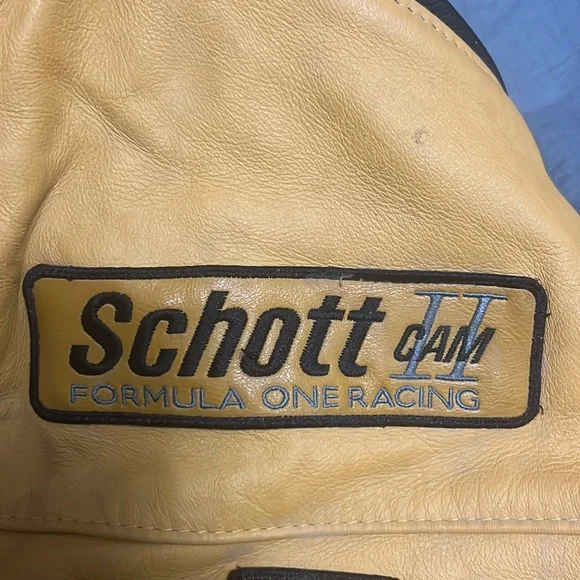 Schott CAM II
FORMULA ONE RACING